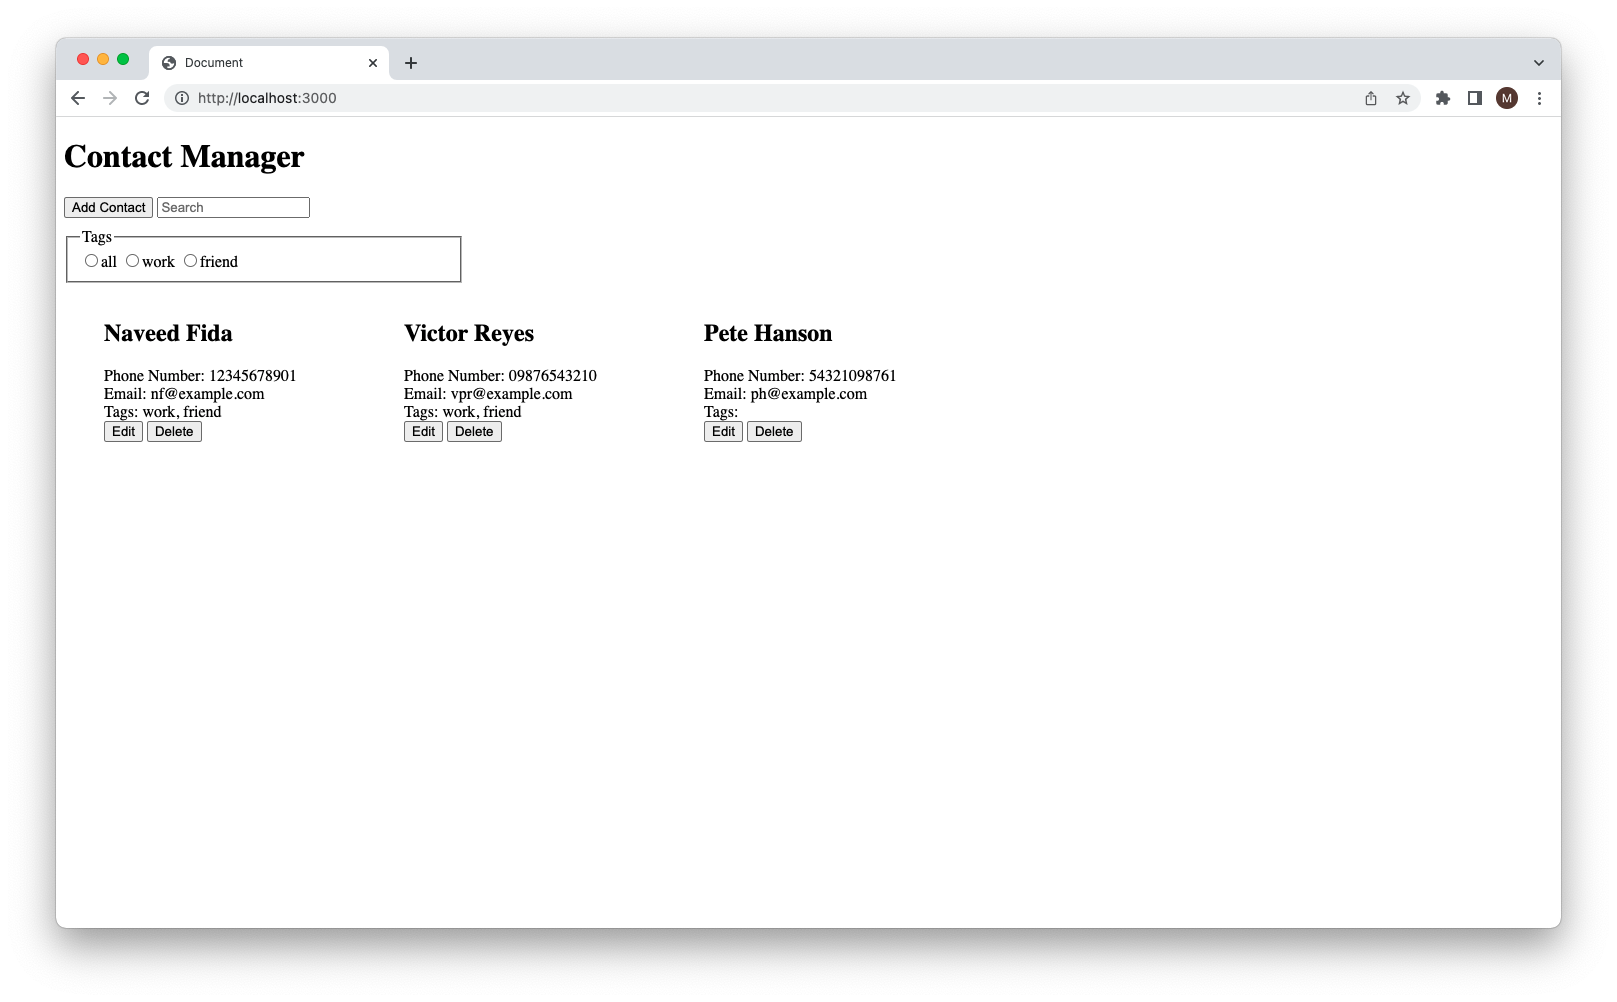 Document
http://localhost:3000
M
Contact Manager
Add Contact Search
Tags
all work friend
Naveed Fida
Phone Number: 12345678901
Email: nf@example.com
Tags: work, friend
Edit Delete
Victor Reyes
Phone Number: 09876543210
Email: vpr@example.com
Tags: work, friend
Edit Delete
Pete Hanson
Phone Number: 54321098761
Email: ph@example.com
Tags:
Edit Delete